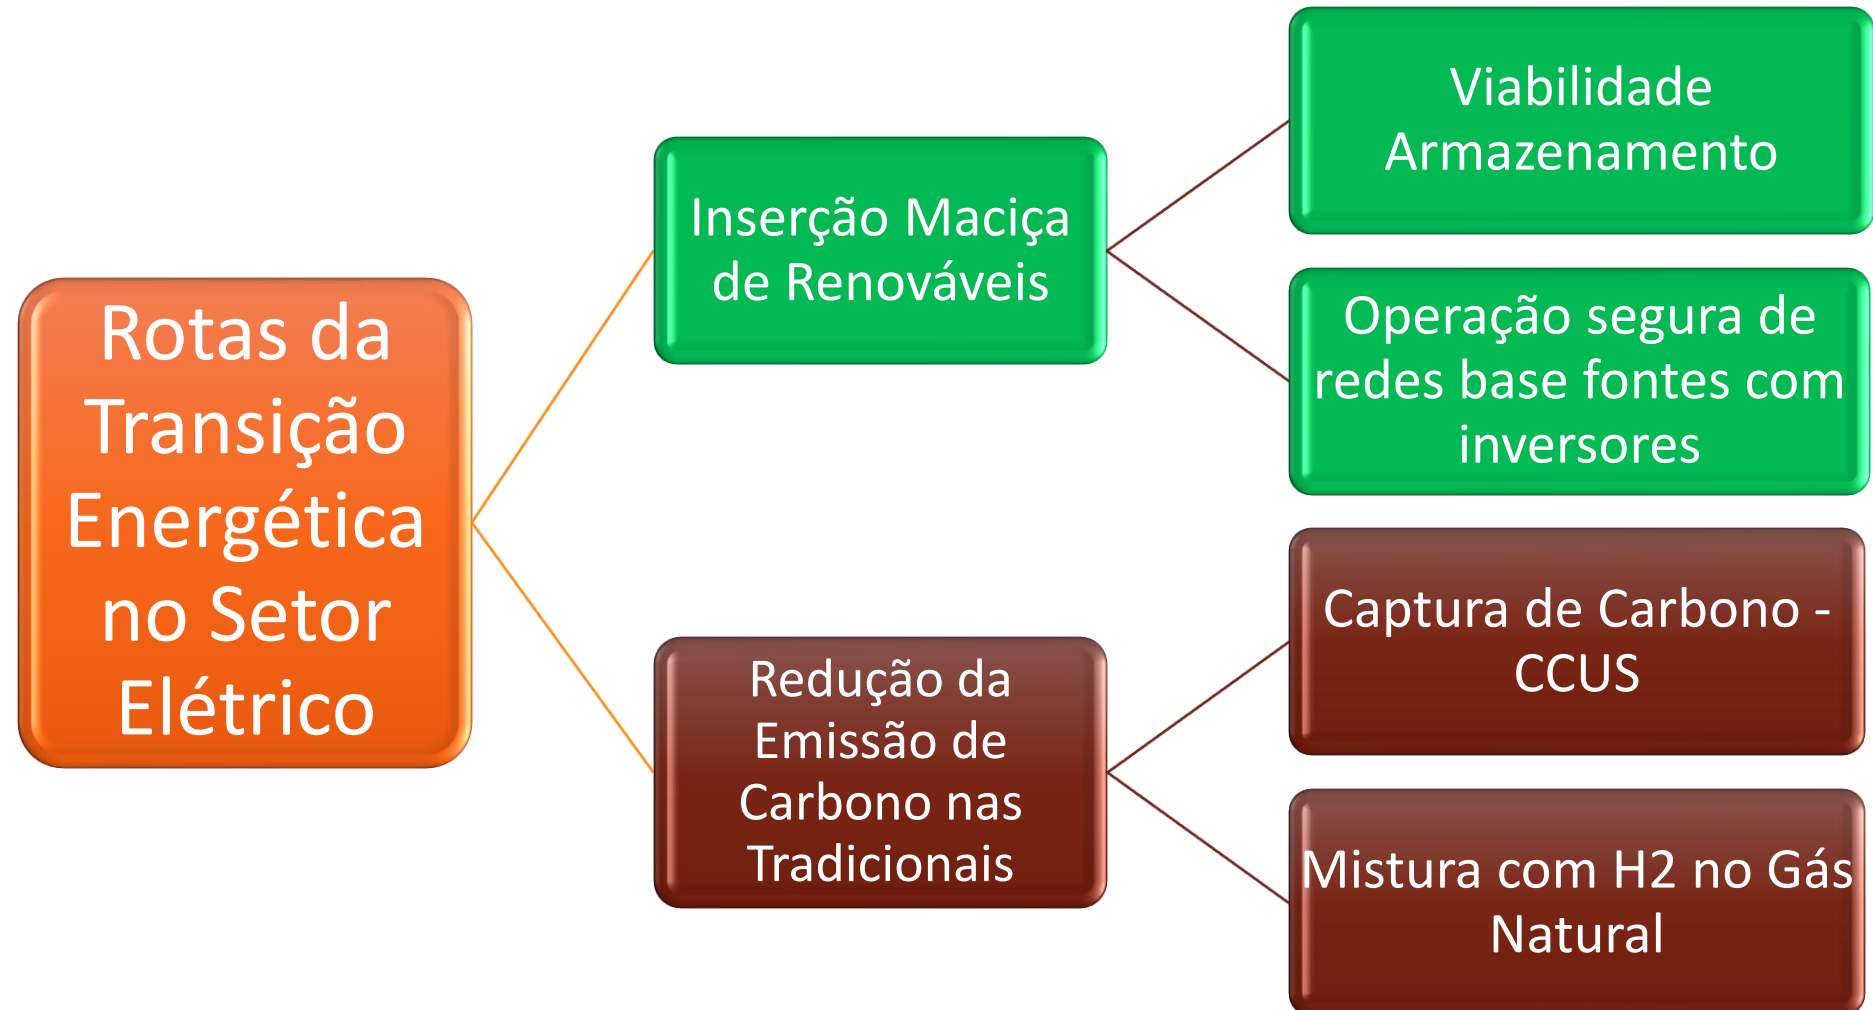 Rotas da
Transição
Energética
no Setor
Elétrico
Inserção Maciça
de Renováveis
Viabilidade
Armazenamento
Operação segura de
redes base fontes com
inversores
Redução da
Emissão de
Carbono nas
Tradicionais
Captura de Carbono -
CCUS
Mistura com H2 no Gás
Natural